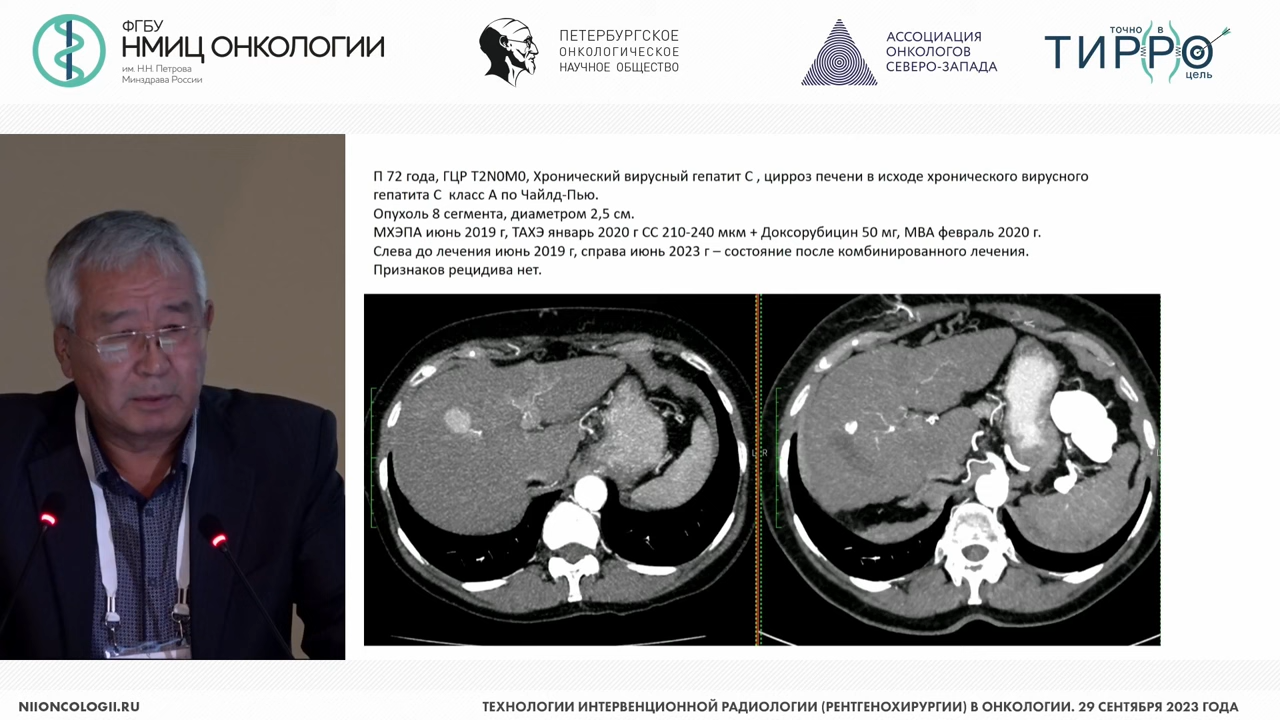 ФГБУ
НМИЦ ОНКОЛОГИИ
им. Н.Н. Петрова
Минздрава России
ПЕТЕРБУРГСКОЕ
ОНКОЛОГИЧЕСКОЕ
НАУЧНОЕ ОБЩЕСТВО
АССОЦИАЦИЯ
ОНКОЛОГОВ
СЕВЕРО-ЗАПАДА
точно в
ТИРРО
цель
П 72 года, ГЦР T2N0M0, Хронический вирусный гепатит С , цирроз печени в исходе хронического вирусного
гепатита С класс А по Чайлд-Пью.
Опухоль 8 сегмента, диаметром 2,5 см.
МХЭПА июнь 2019 г, ТАХЭ январь 2020 г СС 210-240 мкм + Доксорубицин 50 мг, МВА февраль 2020 г.
Слева до лечения июнь 2019 г, справа июнь 2023 г – состояние после комбинированного лечения.
Признаков рецидива нет.
NIIONCOLOGII.RU
ТЕХНОЛОГИИ ИНТЕРВЕНЦИОННОЙ РАДИОЛОГИИ (РЕНТГЕНОХИРУРГИИ) В ОНКОЛОГИИ. 29 СЕНТЯБРЯ 2023 ГОДА